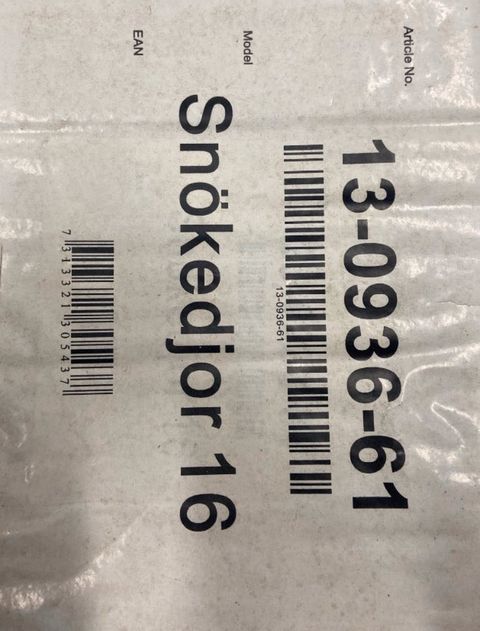 Article No.
13-0936-61
13-0936-61
Model
Snökedjor 16
EAN
7 313321 305437